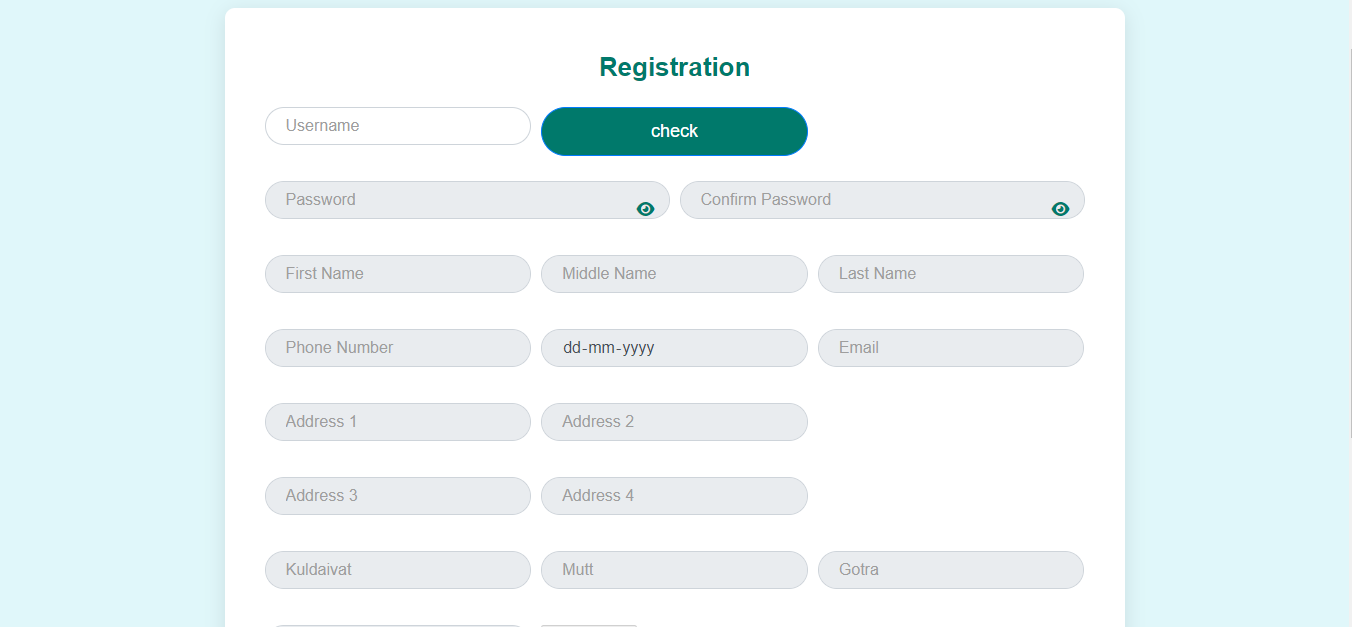 Registration
Username check
Password Confirm Password
First Name Middle Name Last Name
Phone Number dd-mm-yyyy Email
Address 1 Address 2
Address 3 Address 4
Kuldaivat Mutt Gotra